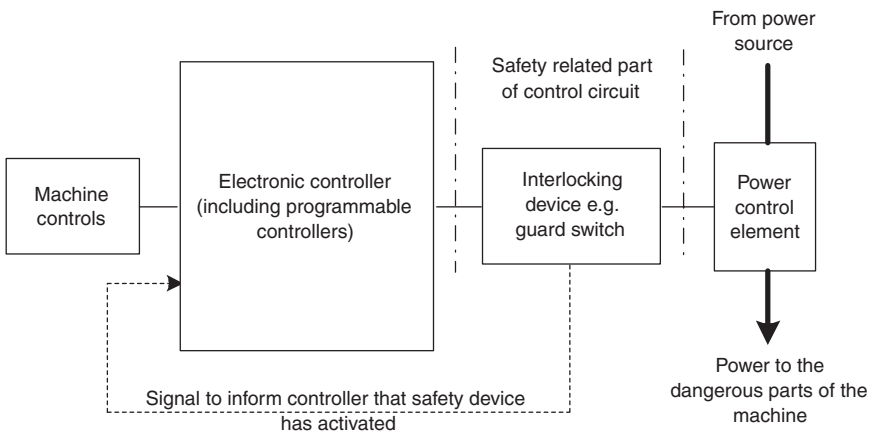 From power
source
Safety related part
of control circuit
Machine
controls
Electronic controller
(including programmable
controllers)
Interlocking
device e.g.
guard switch
Power
control
element
Signal to inform controller that safety device
has activated
Power to the
dangerous parts of the
machine